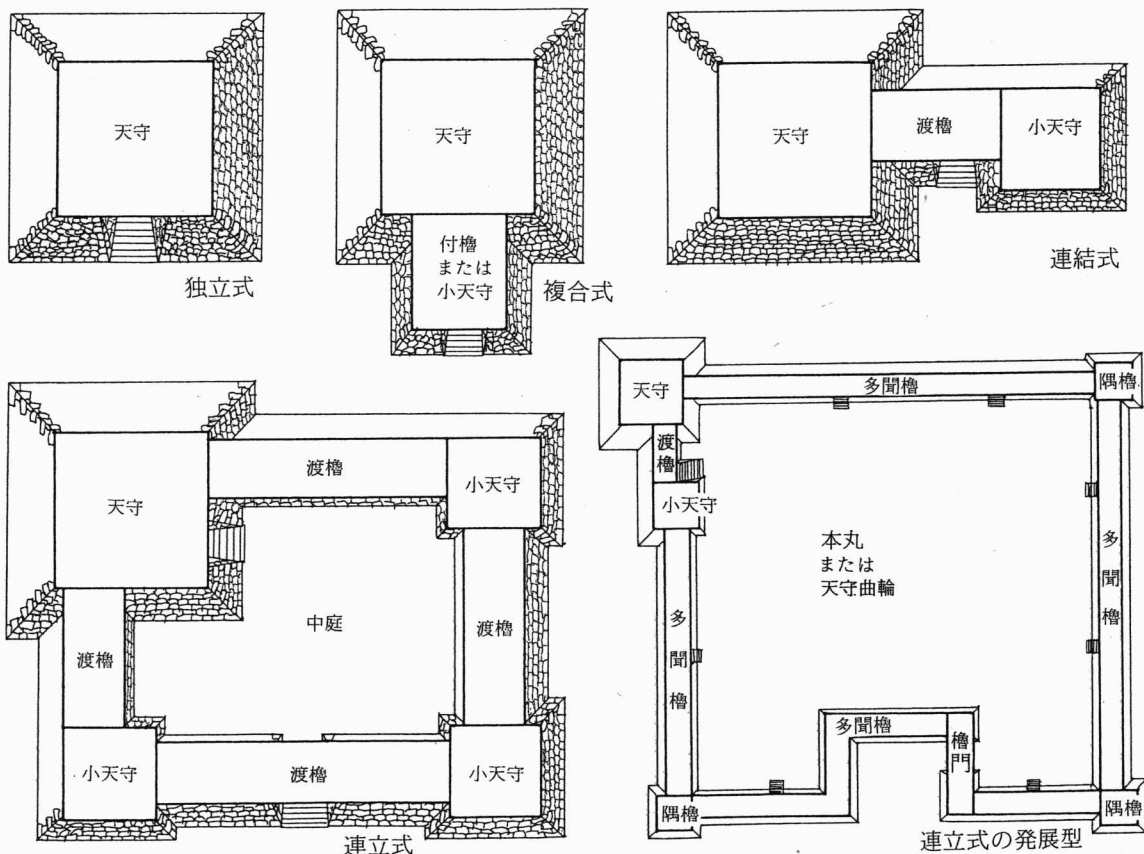 天守
独立式
天守
付櫓
または
小天守
複合式
天守
渡櫓
小天守
連結式
天守
渡櫓
小天守
渡櫓
中庭
渡櫓
小天守
渡櫓
小天守
連立式
天守
多聞櫓
隅櫓
渡櫓
小天守
本丸
または
天守曲輪
多聞櫓
多聞櫓
多聞櫓
櫓門
隅櫓
隅櫓
連立式の発展型